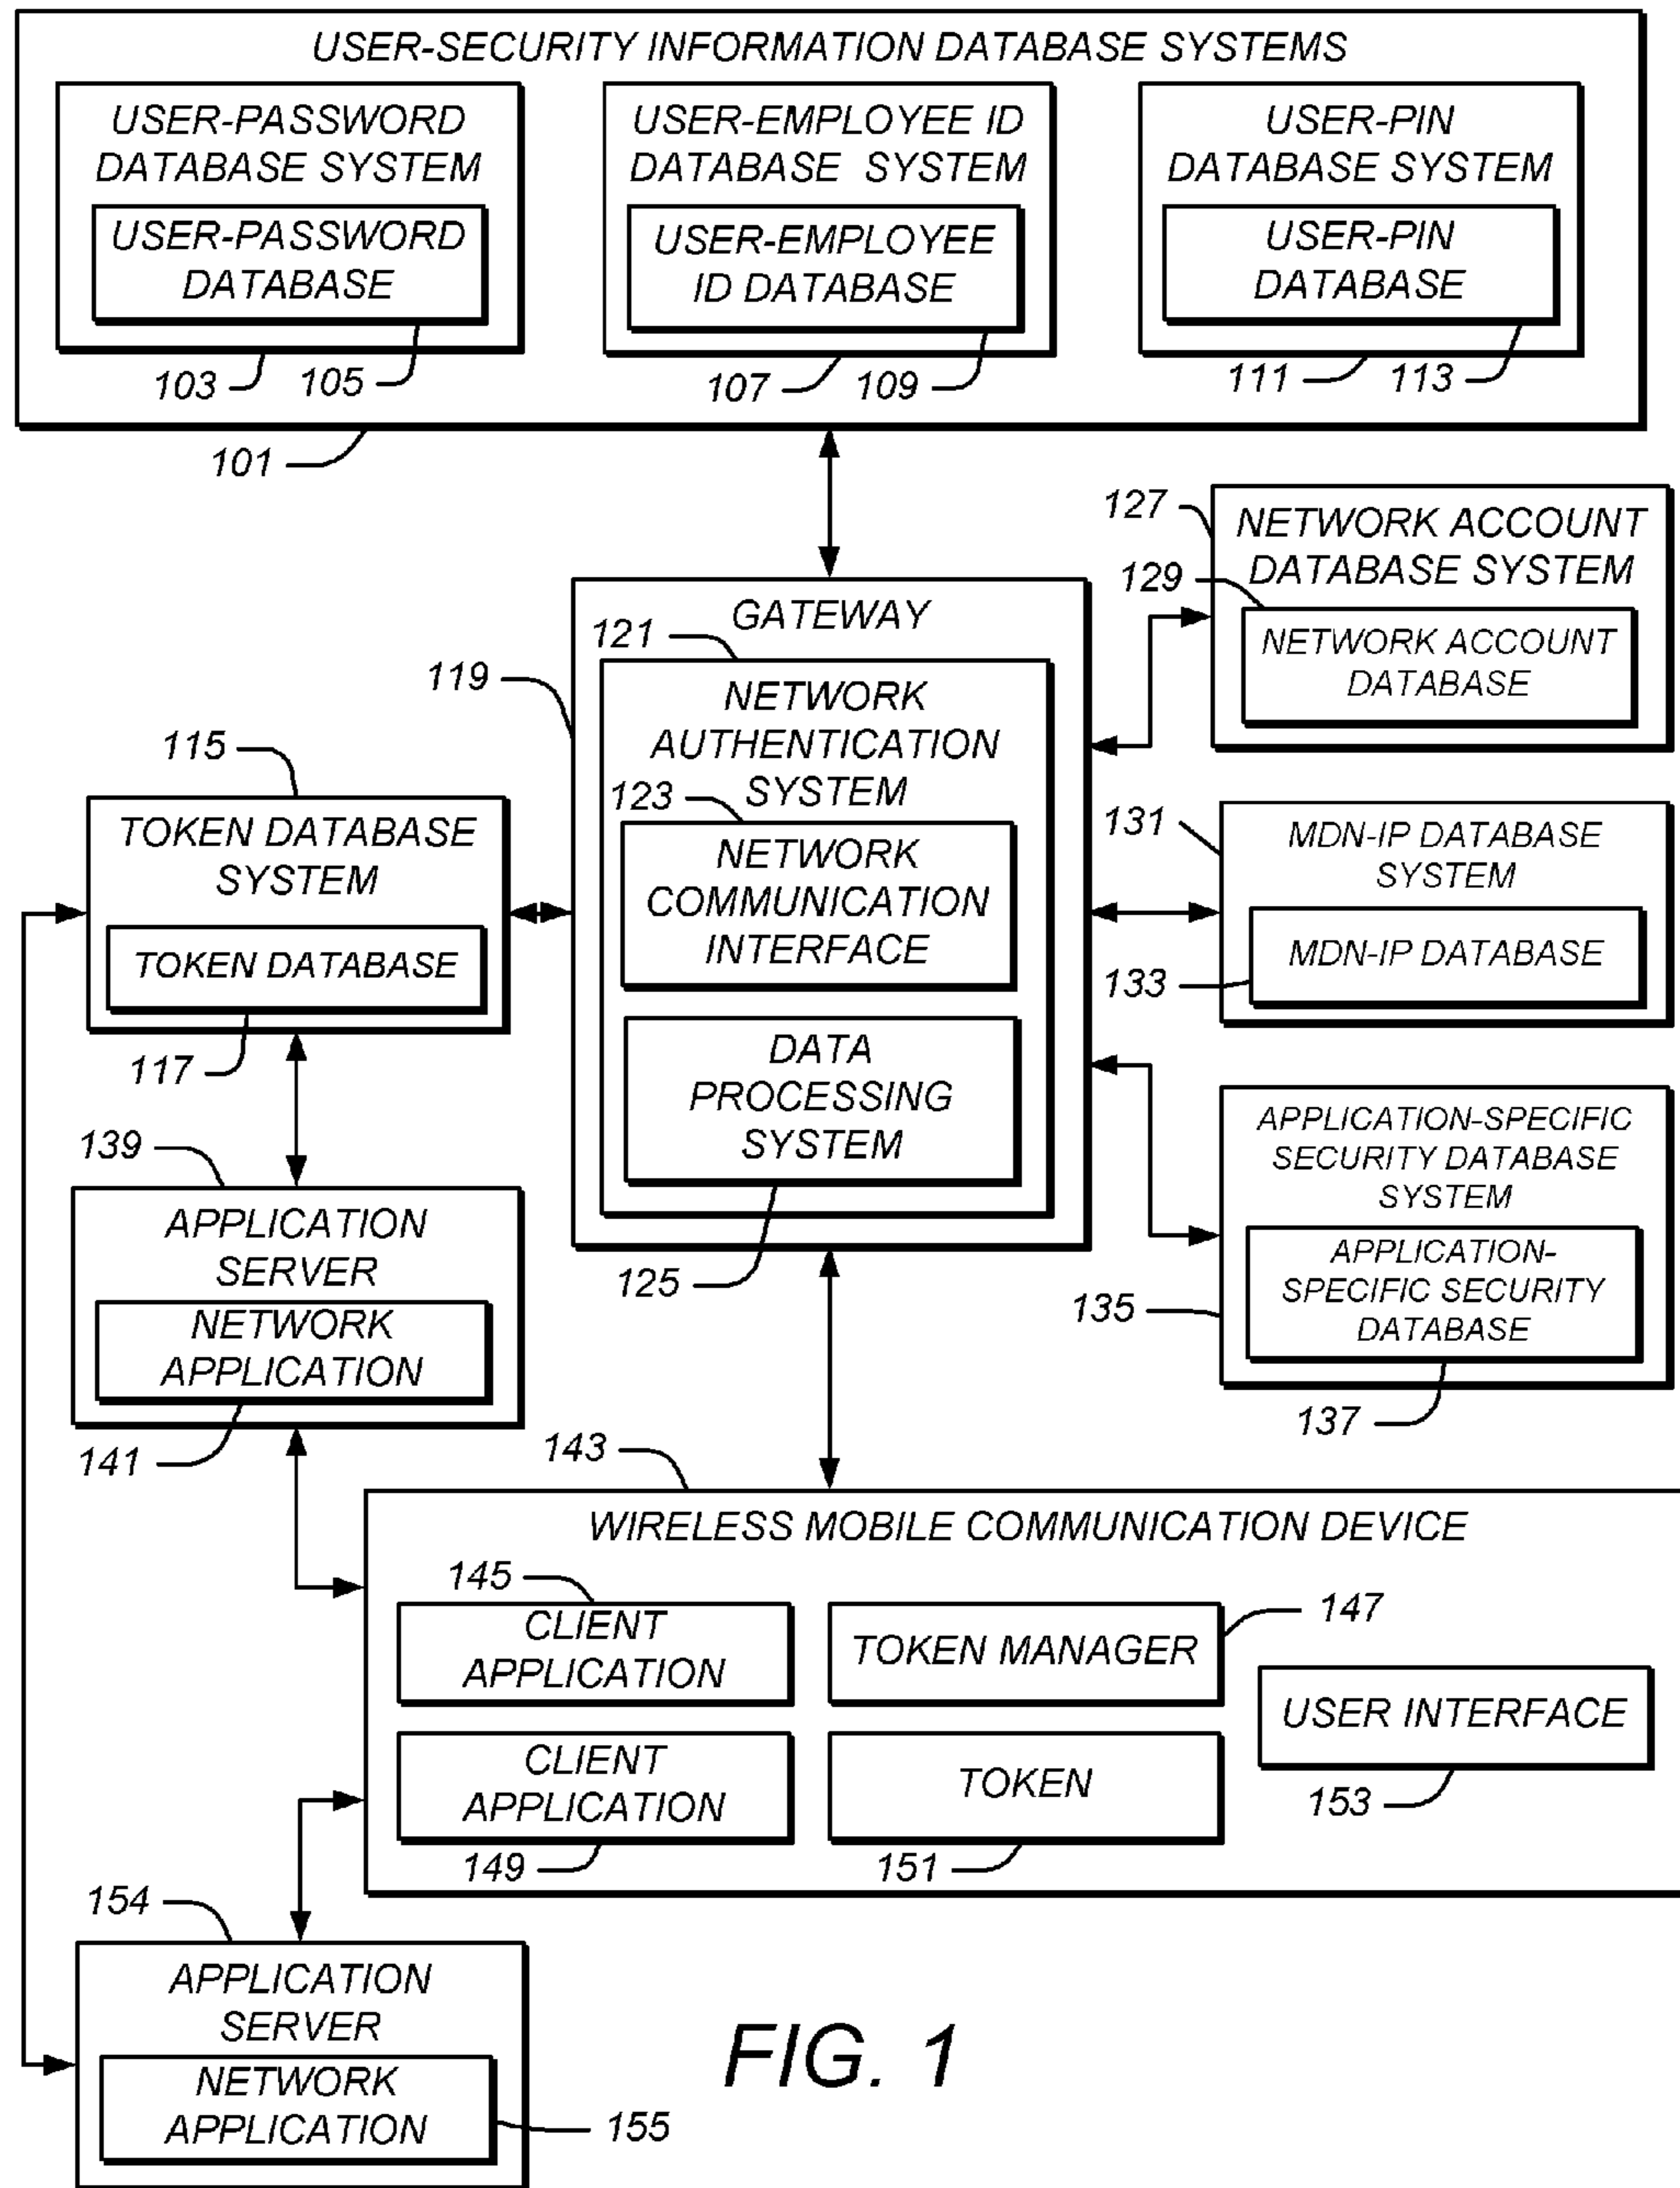 USER-SECURITY INFORMATION DATABASE SYSTEMS
USER-PASSWORD
DATABASE SYSTEM
USER-PASSWORD
DATABASE
103
105
USER-EMPLOYEE ID
DATABASE SYSTEM
USER-EMPLOYEE
ID DATABASE
107
109
USER-PIN
DATABASE SYSTEM
USER-PIN
DATABASE
111
113
101
127
NETWORK ACCOUNT
DATABASE SYSTEM
129
NETWORK ACCOUNT
DATABASE
GATEWAY
121
119
NETWORK
AUTHENTICATION
SYSTEM
123
NETWORK
COMMUNICATION
INTERFACE
DATA
PROCESSING
SYSTEM
125
115
TOKEN DATABASE
SYSTEM
TOKEN DATABASE
117
131
MDN-IP DATABASE
SYSTEM
MDN-IP DATABASE
133
APPLICATION-SPECIFIC
SECURITY DATABASE
SYSTEM
APPLICATION-
SPECIFIC SECURITY
DATABASE
135
137
139
APPLICATION
SERVER
NETWORK
APPLICATION
141
143
WIRELESS MOBILE COMMUNICATION DEVICE
145
CLIENT
APPLICATION
TOKEN MANAGER
147
USER INTERFACE
153
CLIENT
APPLICATION
149
TOKEN
151
154
APPLICATION
SERVER
NETWORK
APPLICATION
155
FIG. 1